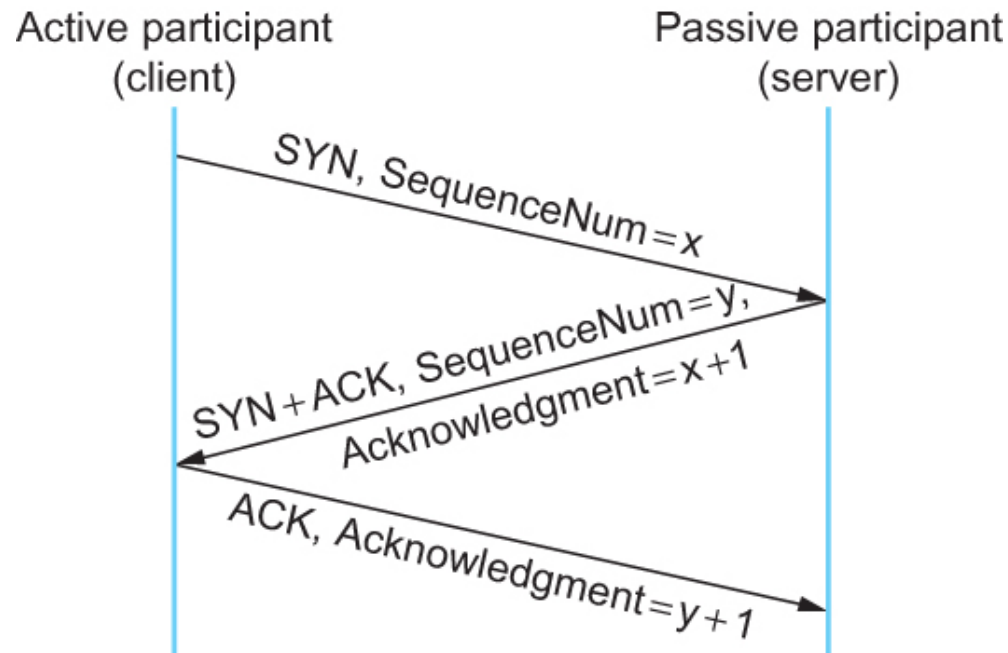 Active participant
(client)
Passive participant
(server)
SYN, SequenceNum=x
SYN+ACK, SequenceNum=y,
Acknowledgment=x+1
ACK, Acknowledgment=y+1